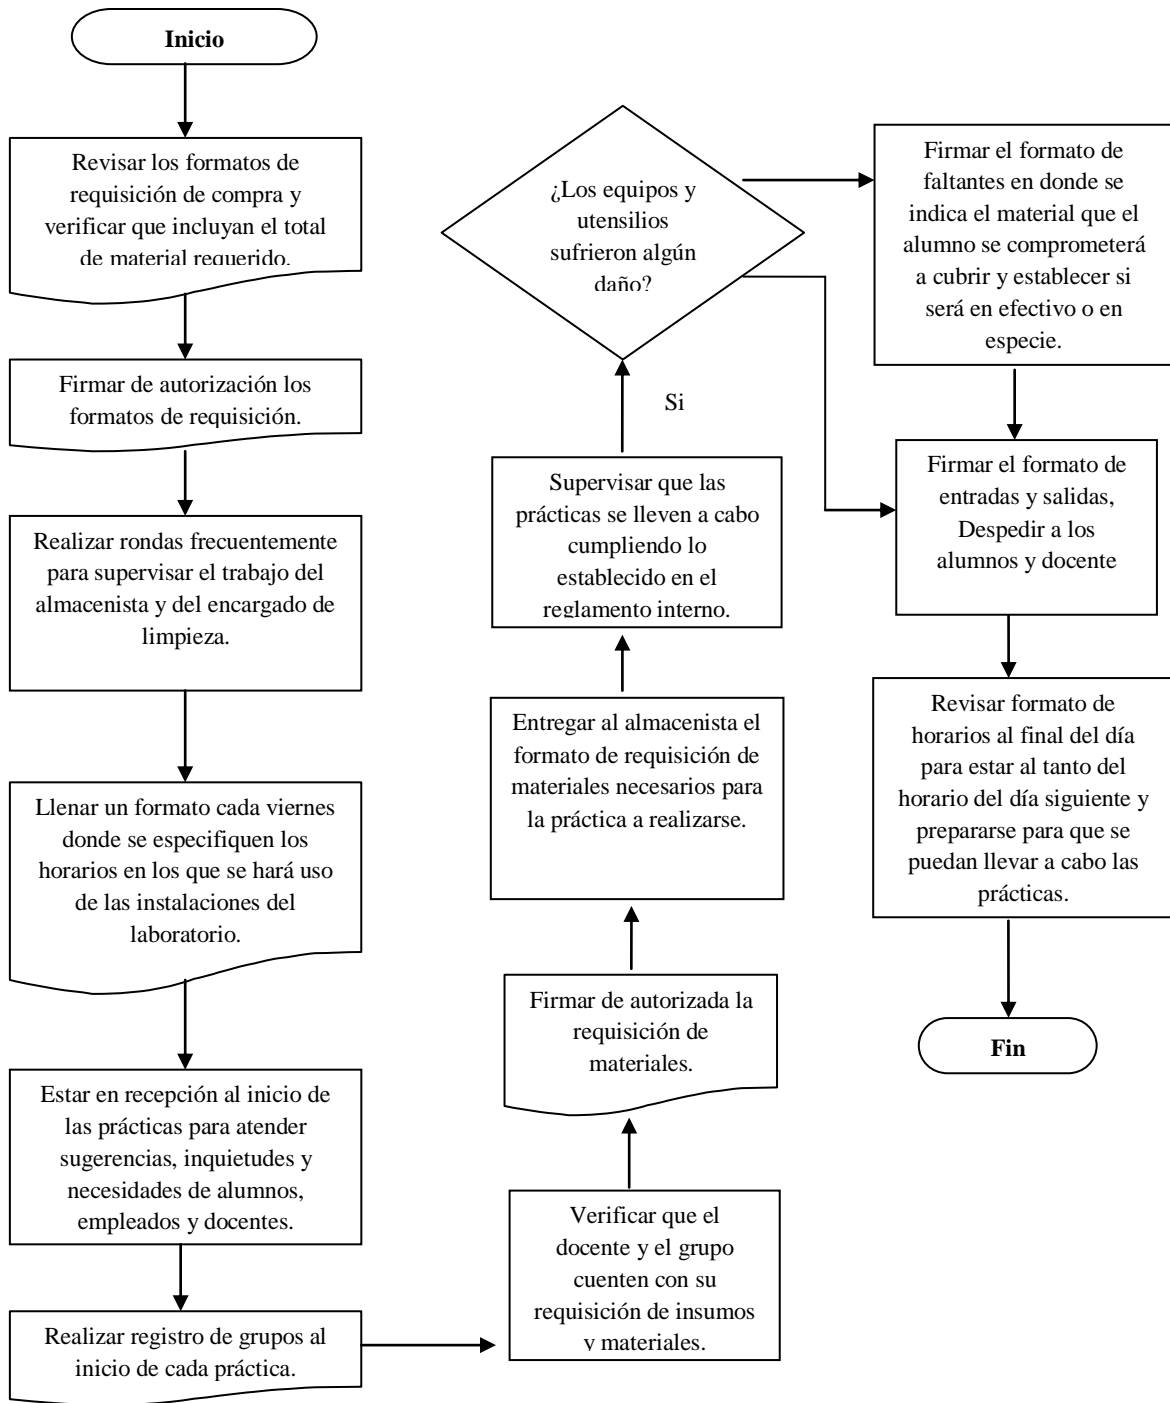 Inicio
Revisar los formatos de
requisición de compra y
verificar que incluyan el total
de material requerido.
Firmar de autorización los
formatos de requisición.
Realizar rondas frecuentemente
para supervisar el trabajo del
almacenista y del encargado de
limpieza.
Llenar un formato cada viernes
donde se especifiquen los
horarios en los que se hará uso
de las instalaciones del
laboratorio.
Estar en recepción al inicio de
las prácticas para atender
sugerencias, inquietudes y
necesidades de alumnos,
empleados y docentes.
Realizar registro de grupos al
inicio de cada práctica.
Verificar que el
docente y el grupo
cuenten con su
requisición de insumos
y materiales.
Firmar de autorizada la
requisición de
materiales.
Entregar al almacenista el
formato de requisición de
materiales necesarios para
la práctica a realizarse.
Supervisar que las
prácticas se lleven a cabo
cumpliendo lo
establecido en el
reglamento interno.
Si
¿Los equipos y
utensilios
sufrieron algún
daño?
Firmar el formato de
faltantes en donde se
indica el material que el
alumno se comprometerá
a cubrir y establecer si
será en efectivo o en
especie.
Firmar el formato de
entradas y salidas,
Despedir a los
alumnos y docente
Revisar formato de
horarios al final del día
para estar al tanto del
horario del día siguiente y
prepararse para que se
puedan llevar a cabo las
prácticas.
Fin